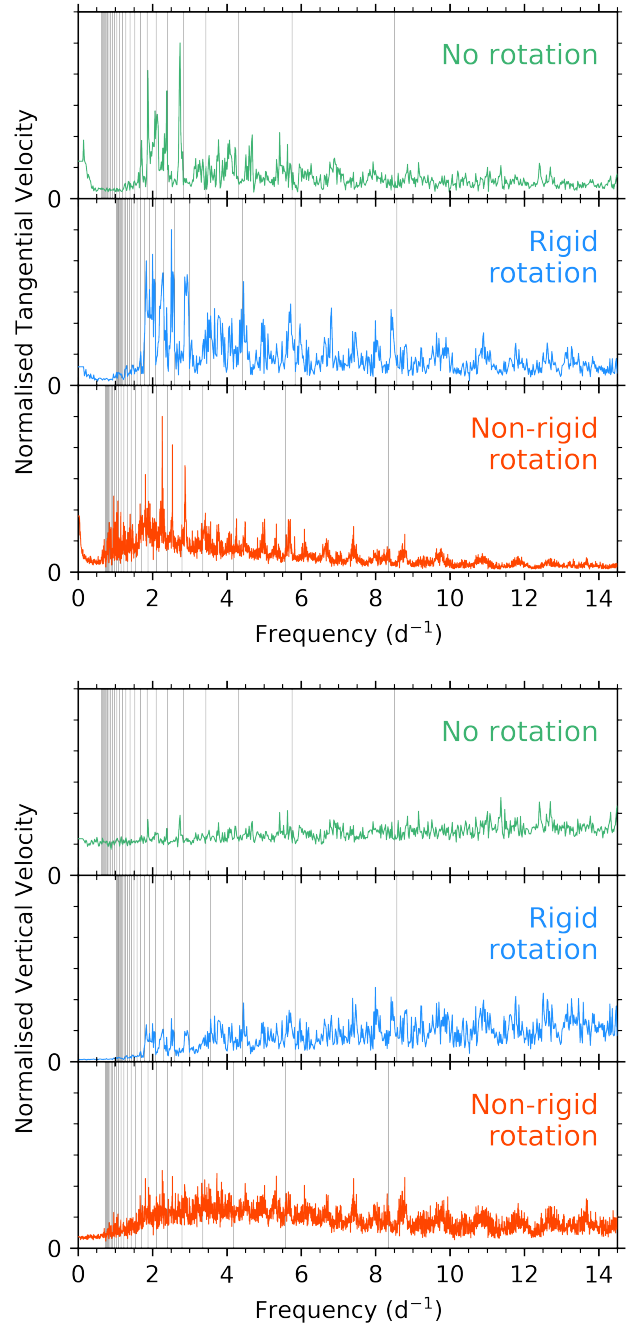 Normalised Tangential Velocity
No rotation
0
Rigid
rotation
0
Non-rigid
rotation
0
0 2 4 6 8 10 12 14
Frequency (d⁻¹)
Normalised Vertical Velocity
No rotation
0
Rigid
rotation
0
Non-rigid
rotation
0
0 2 4 6 8 10 12 14
Frequency (d⁻¹)